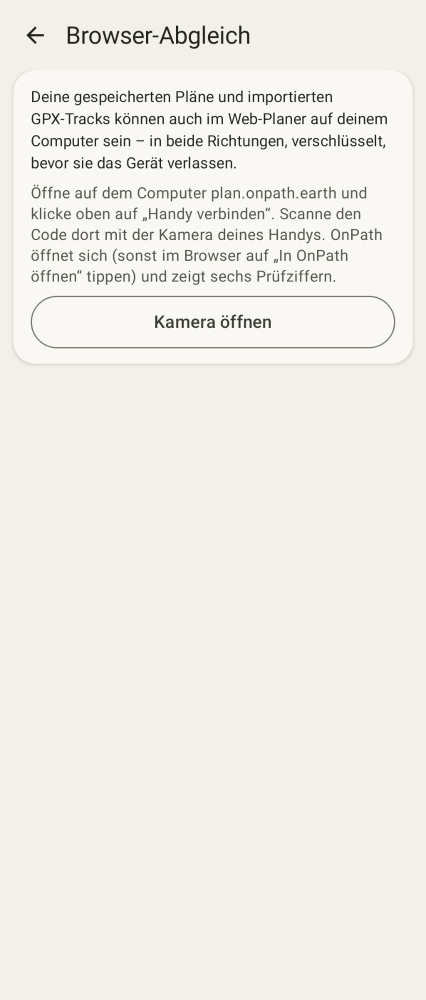 Browser-Abgleich
Deine gespeicherten Pläne und importierten
GPX-Tracks können auch im Web-Planer auf deinem
Computer sein – in beide Richtungen, verschlüsselt,
bevor sie das Gerät verlassen.
Öffne auf dem Computer plan.onpath.earth und
klicke oben auf „Handy verbinden“. Scanne den
Code dort mit der Kamera deines Handys. OnPath
öffnet sich (sonst im Browser auf „In OnPath
öffnen“ tippen) und zeigt sechs Prüfziffern.
Kamera öffnen